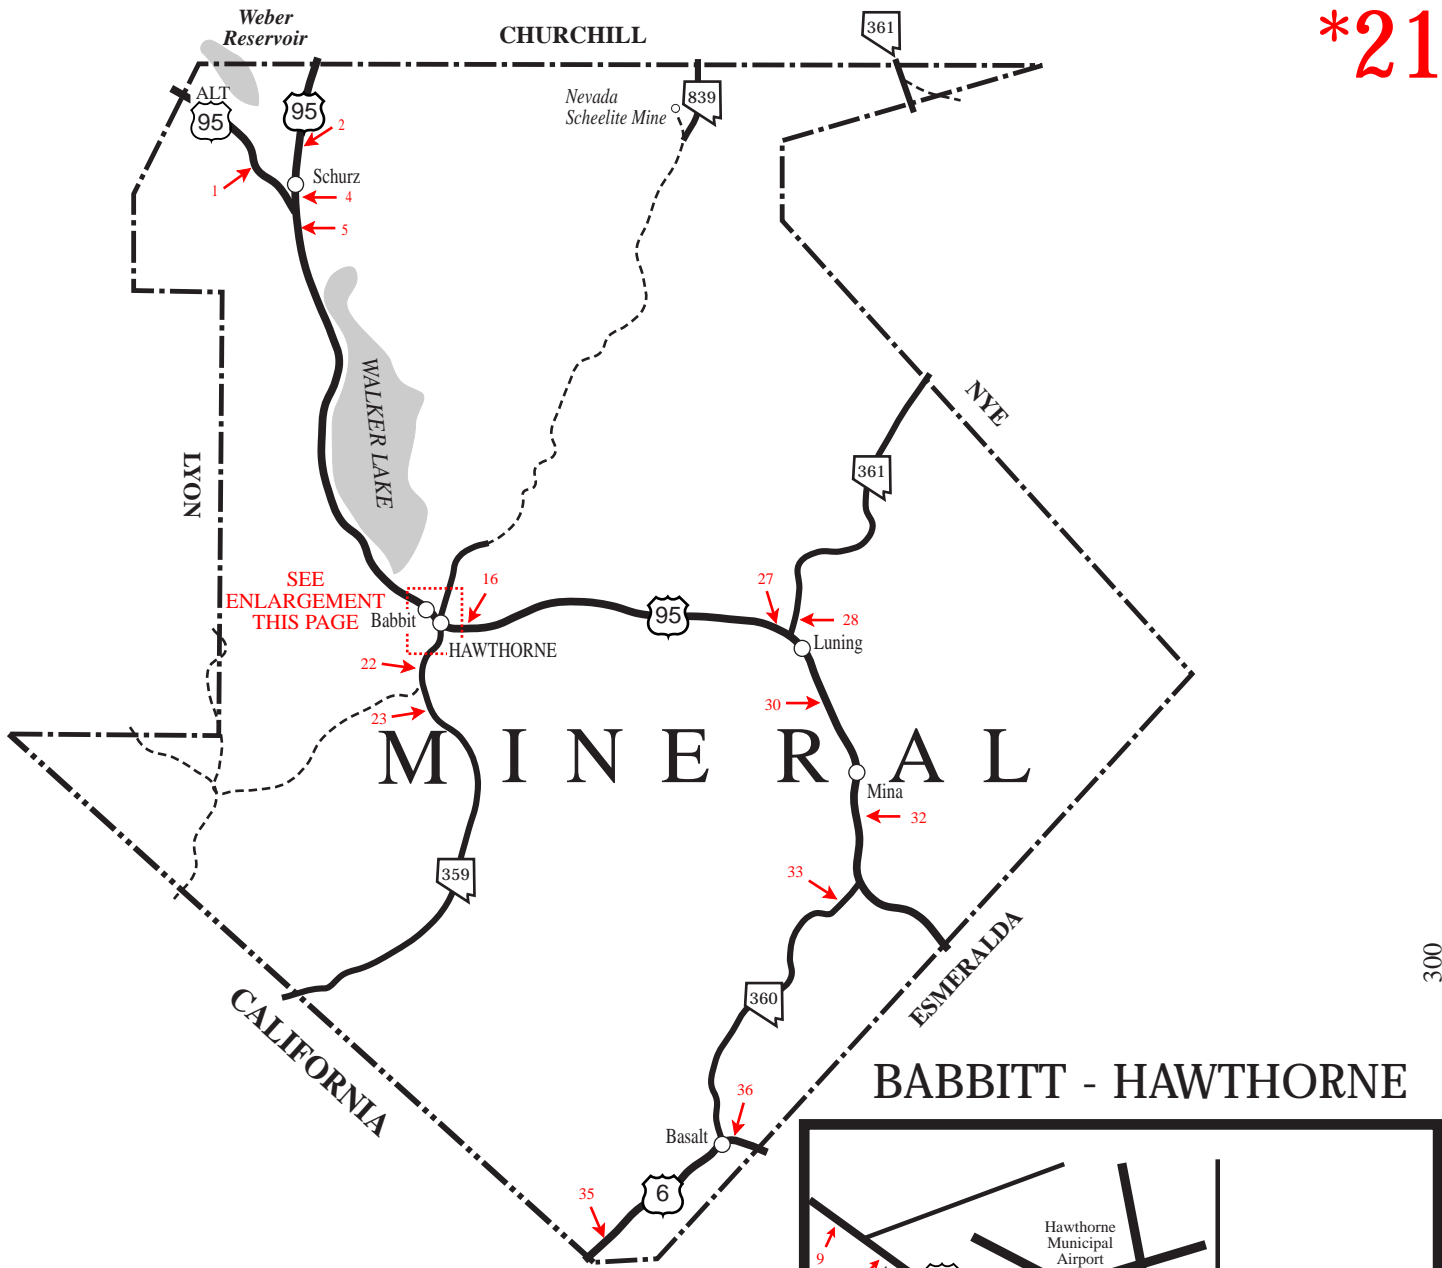 *21
Weber
Reservoir
CHURCHILL
361
ALT
95
95
Nevada
Scheelite Mine
839
2
1
Schurz
4
5
WALKER LAKE
NYE
LYON
361
SEE
ENLARGEMENT
THIS PAGE
16
27
Babbit
95
28
HAWTHORNE
Luning
22
30
23
MINERAL
Mina
32
359
33
300
CALIFORNIA
360
ESMERALDA
BABBITT - HAWTHORNE
36
Basalt
6
35
Hawthorne
Municipal
Airport
9